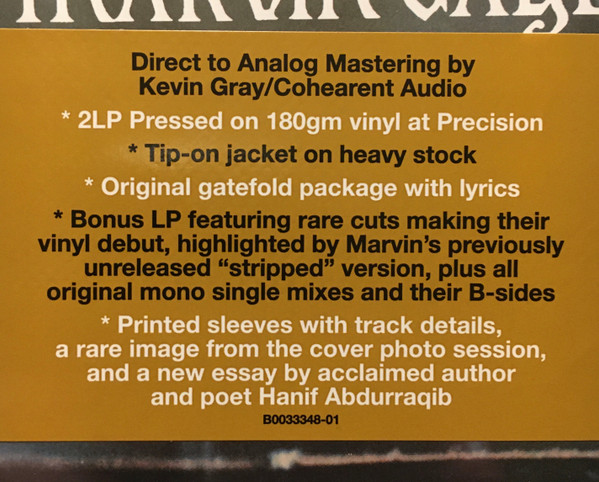 MARVIN GAYE
Direct to Analog Mastering by
Kevin Gray/Cohearent Audio
* 2LP Pressed on 180gm vinyl at Precision
* Tip-on jacket on heavy stock
* Original gatefold package with lyrics
* Bonus LP featuring rare cuts making their
vinyl debut, highlighted by Marvin’s previously
unreleased “stripped” version, plus all
original mono single mixes and their B-sides
* Printed sleeves with track details,
a rare image from the cover photo session,
and a new essay by acclaimed author
and poet Hanif Abdurraqib
B0033348-01